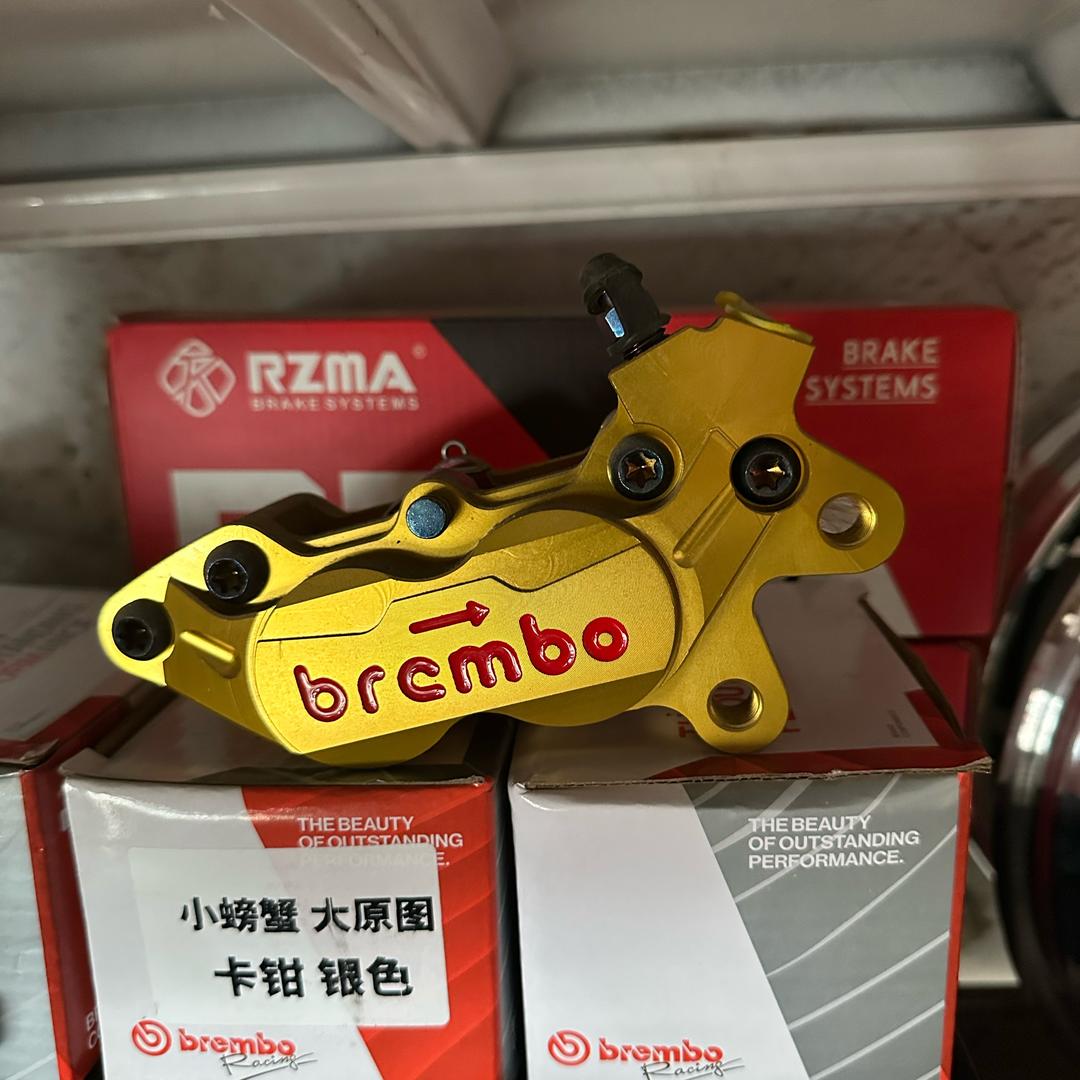 RZMA
BRAKE SYSTEMS
BRAKE
SYSTEMS
brembo
THE BEAUTY
OF OUTSTANDING
PERFORMANCE.
小螃蟹 大原图
卡钳 银色
brembo
Racing
THE BEAUTY
OF OUTSTANDING
PERFORMANCE.
brembo
Racing